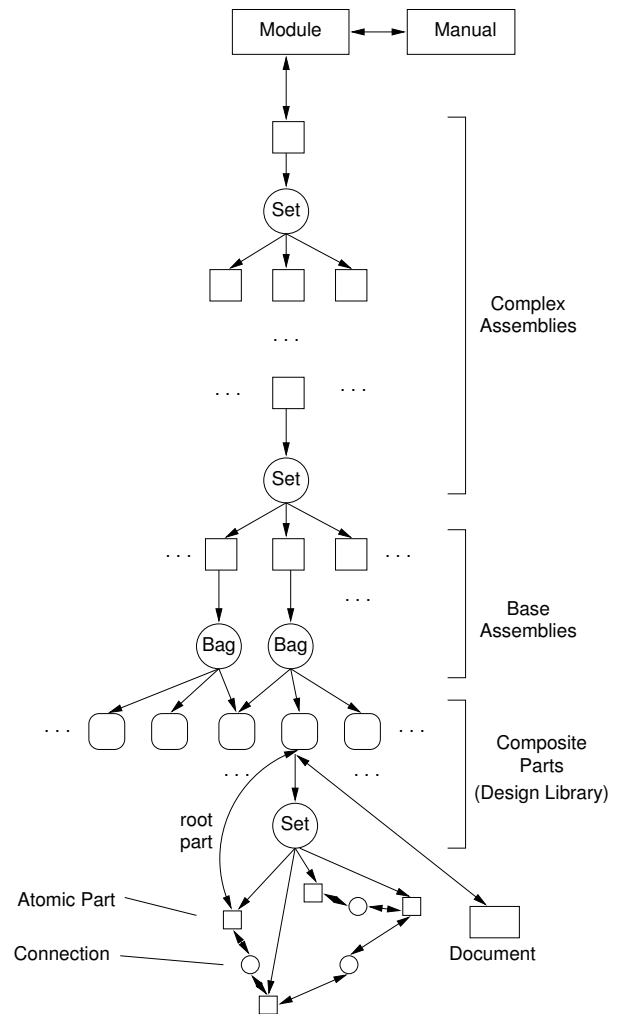 Module
Manual
Set
. . .
Complex
Assemblies
. . .
. . .
Set
. . .
. . .
. . .
Base
Assemblies
Bag
Bag
. . .
. . .
Composite
Parts
(Design Library)
. . .
. . .
root
part
Set
Atomic Part
Connection
Document